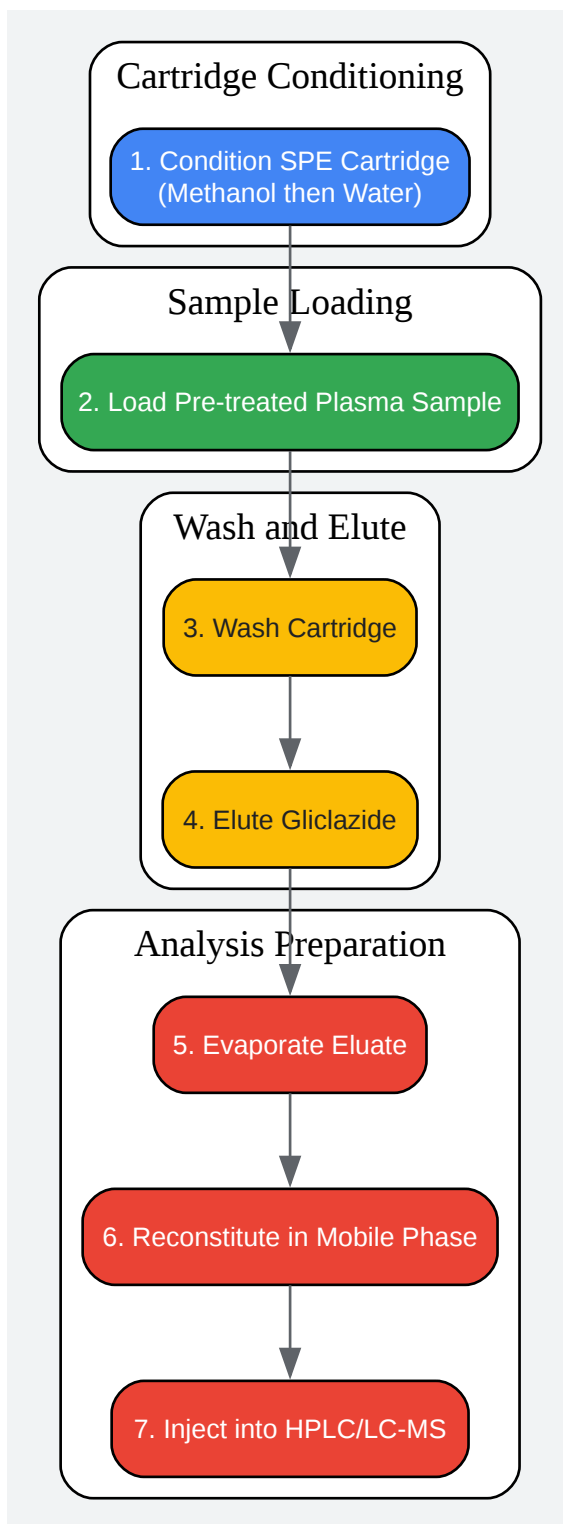 Cartridge Conditioning
1. Condition SPE Cartridge
(Methanol then Water)
Sample Loading
2. Load Pre-treated Plasma Sample
Wash and Elute
3. Wash Cartridge
4. Elute Gliclazide
Analysis Preparation
5. Evaporate Eluate
6. Reconstitute in Mobile Phase
7. Inject into HPLC/LC-MS